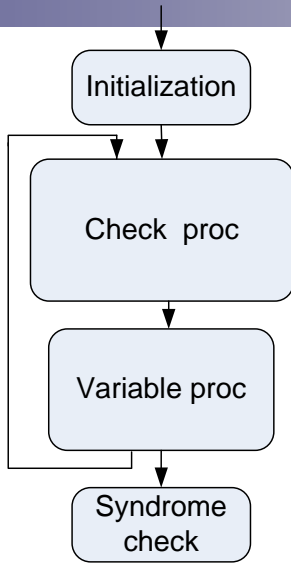 Initialization
Check proc
Variable proc
Syndrome
check